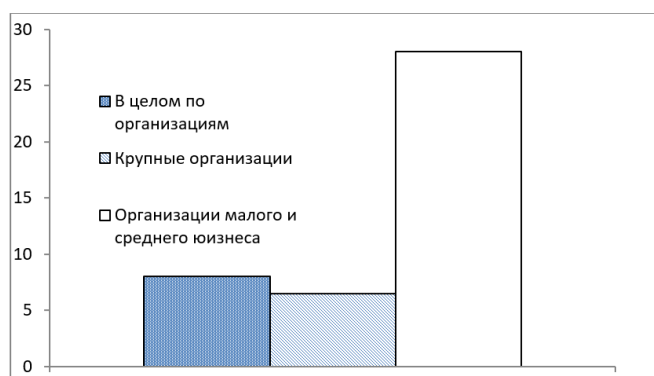 30
25
20
15
10
5
0
В целом по
организациям
Крупные организации
Организации малого и
среднего юизнеса